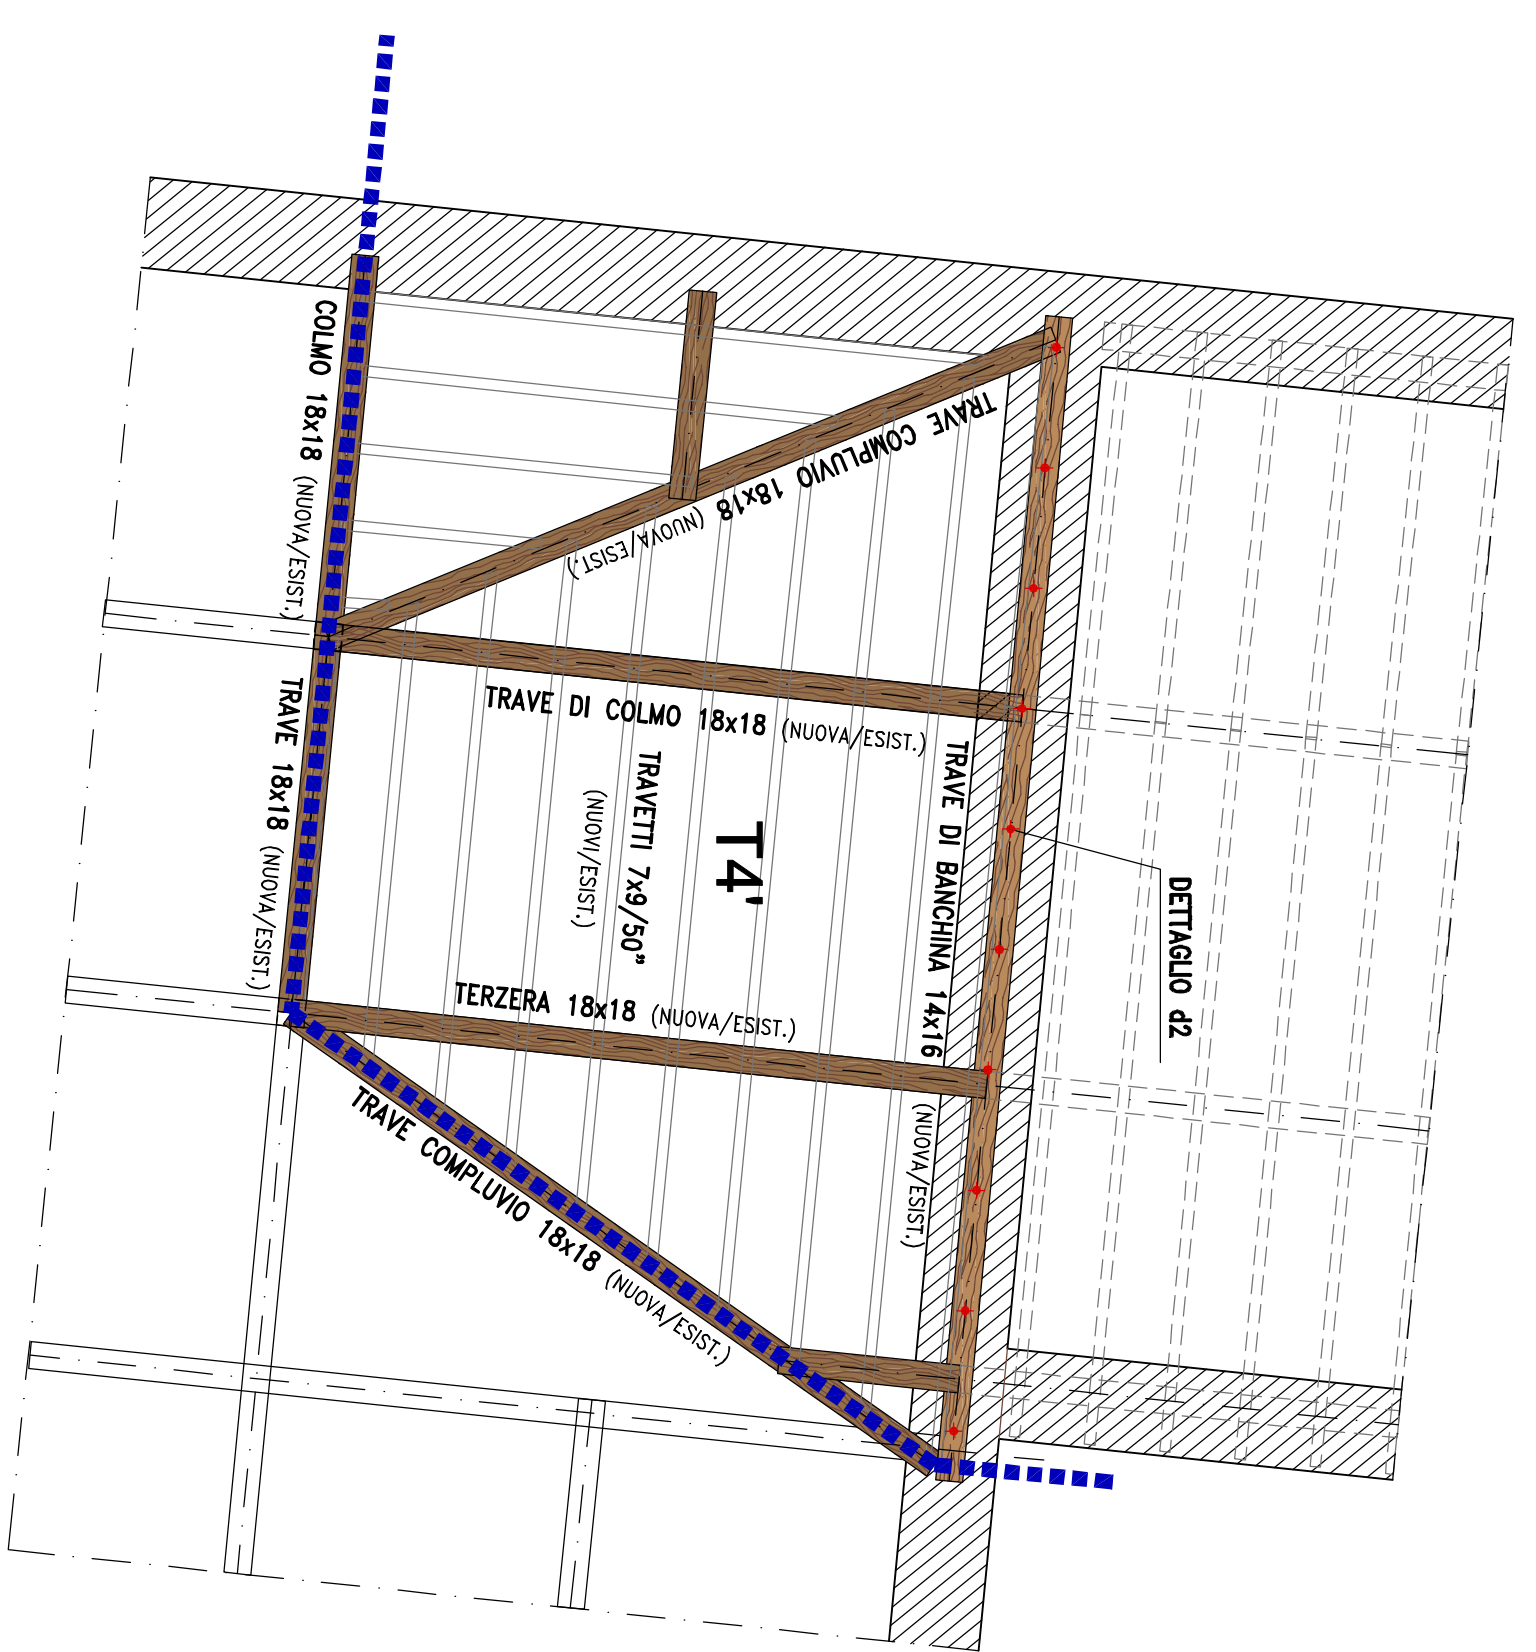 COLMO 18x18 (NUOVA/ESIST.)
TRAVE COMPLUVIO 18x18 (NUOVA/ESIST.)
TRAVE 18x18 (NUOVA/ESIST.)
TRAVE DI COLMO 18x18 (NUOVA/ESIST.)
TRAVETTI 7x9/50"
(NUOVI/ESIST.)
T4'
TRAVE DI BANCHINA 14x16 (NUOVA/ESIST.)
DETTAGLIO d2
TERZERA 18x18 (NUOVA/ESIST.)
TRAVE COMPLUVIO 18x18 (NUOVA/ESIST.)